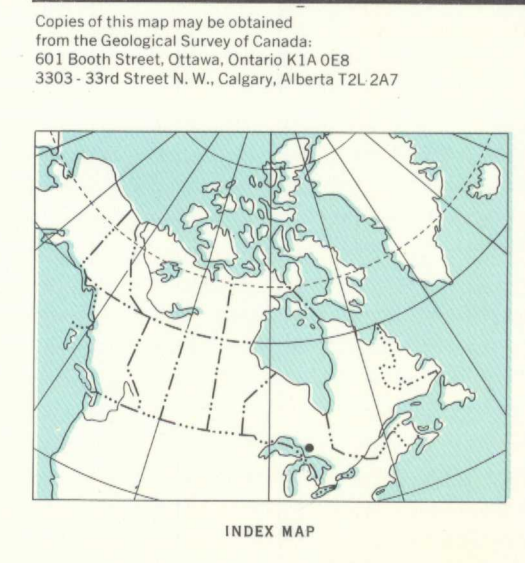 Copies of this map may be obtained
from the Geological Survey of Canada:
601 Booth Street, Ottawa, Ontario K1A 0E8
3303 - 33rd Street N. W., Calgary, Alberta T2L 2A7
INDEX MAP